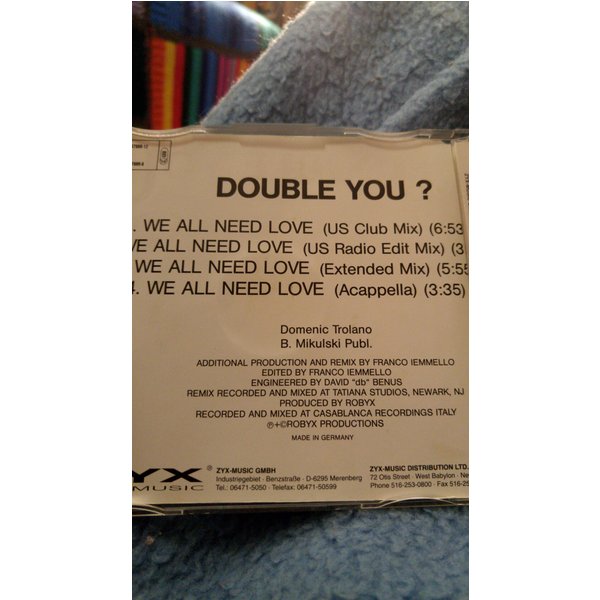 DOUBLE YOU ?
. WE ALL NEED LOVE (US Club Mix) (6:53
WE ALL NEED LOVE (US Radio Edit Mix) (3
WE ALL NEED LOVE (Extended Mix) (5:55
4. WE ALL NEED LOVE (Acappella) (3:35)
Domenic Trolano
B. Mikulski Publ.
ADDITIONAL PRODUCTION AND REMIX BY FRANCO IEMMELLO
EDITED BY FRANCO IEMMELLO
ENGINEERED BY DAVID "db" BENUS
REMIX RECORDED AND MIXED AT TATIANA STUDIOS, NEWARK, NJ
PRODUCED BY ROBYX
RECORDED AND MIXED AT CASABLANCA RECORDINGS ITALY
℗+©ROBYX PRODUCTIONS
MADE IN GERMANY
YX
MUSIC
®
ZYX-MUSIC GMBH
Industriegebiet · Benzstraße · D-6295 Merenberg
Tel.: 06471-5050 · Telefax: 06471-50599
ZYX-MUSIC DISTRIBUTION LTD.
72 Otis Street · West Babylon · Ne
Phone 516-253-0800 · Fax 516-25